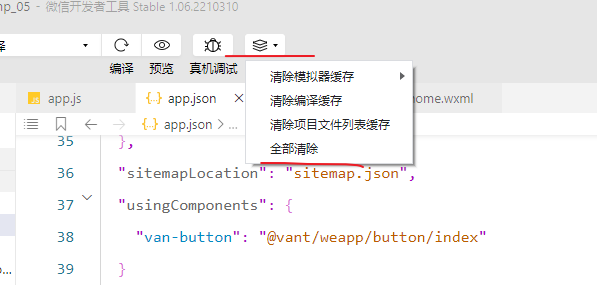 np_05 - 微信开发者工具 Stable 1.06.2210310
编译 预览 真机调试
清除模拟器缓存
清除编译缓存
清除项目文件列表缓存
全部清除
app.js {..} app.json × ome.wxml
{..} app.json > ...
35 },
36 "sitemapLocation": "sitemap.json",
37 "usingComponents": {
38 "van-button": "@vant/weapp/button/index"
39 }